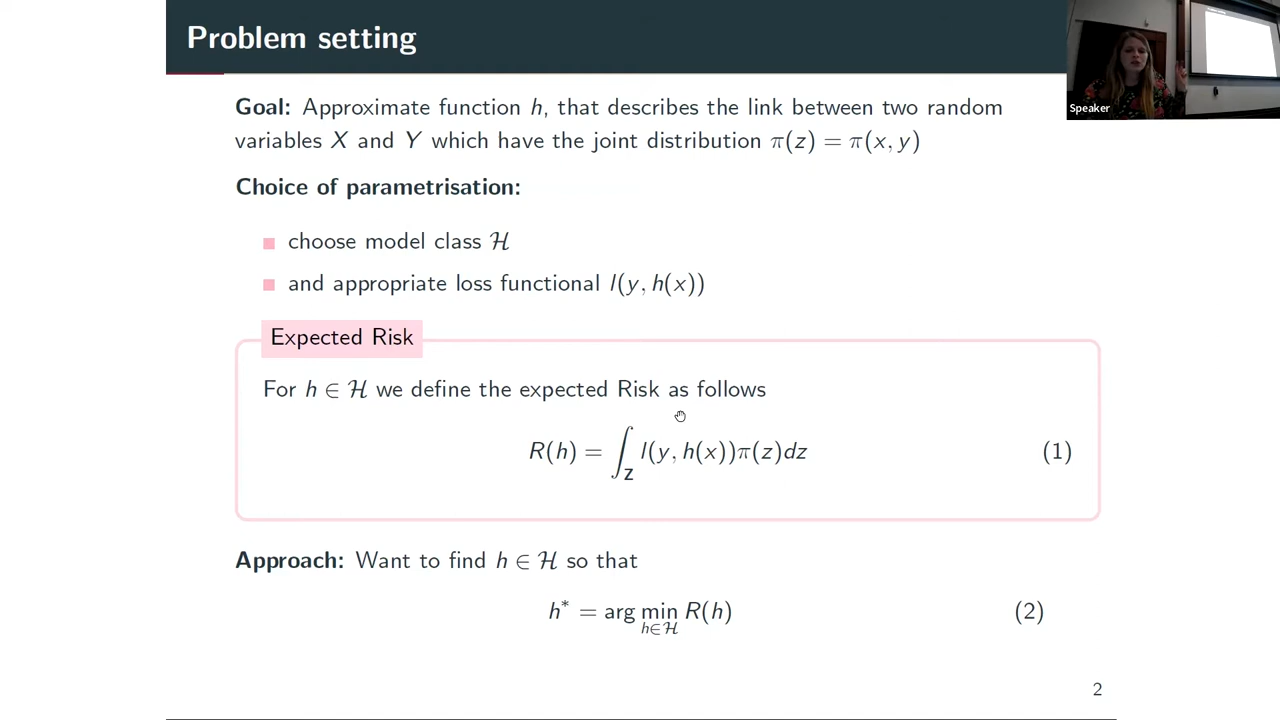 Problem setting
Speaker
Goal: Approximate function h, that describes the link between two random
variables X and Y which have the joint distribution π(z) = π(x, y)
Choice of parametrisation:
choose model class ℋ
and appropriate loss functional l(y, h(x))
Expected Risk
For h ∈ ℋ we define the expected Risk as follows
R(h) = ∫_Z l(y, h(x))π(z)dz (1)
Approach: Want to find h ∈ ℋ so that
h* = arg min_{h∈ℋ} R(h) (2)
2